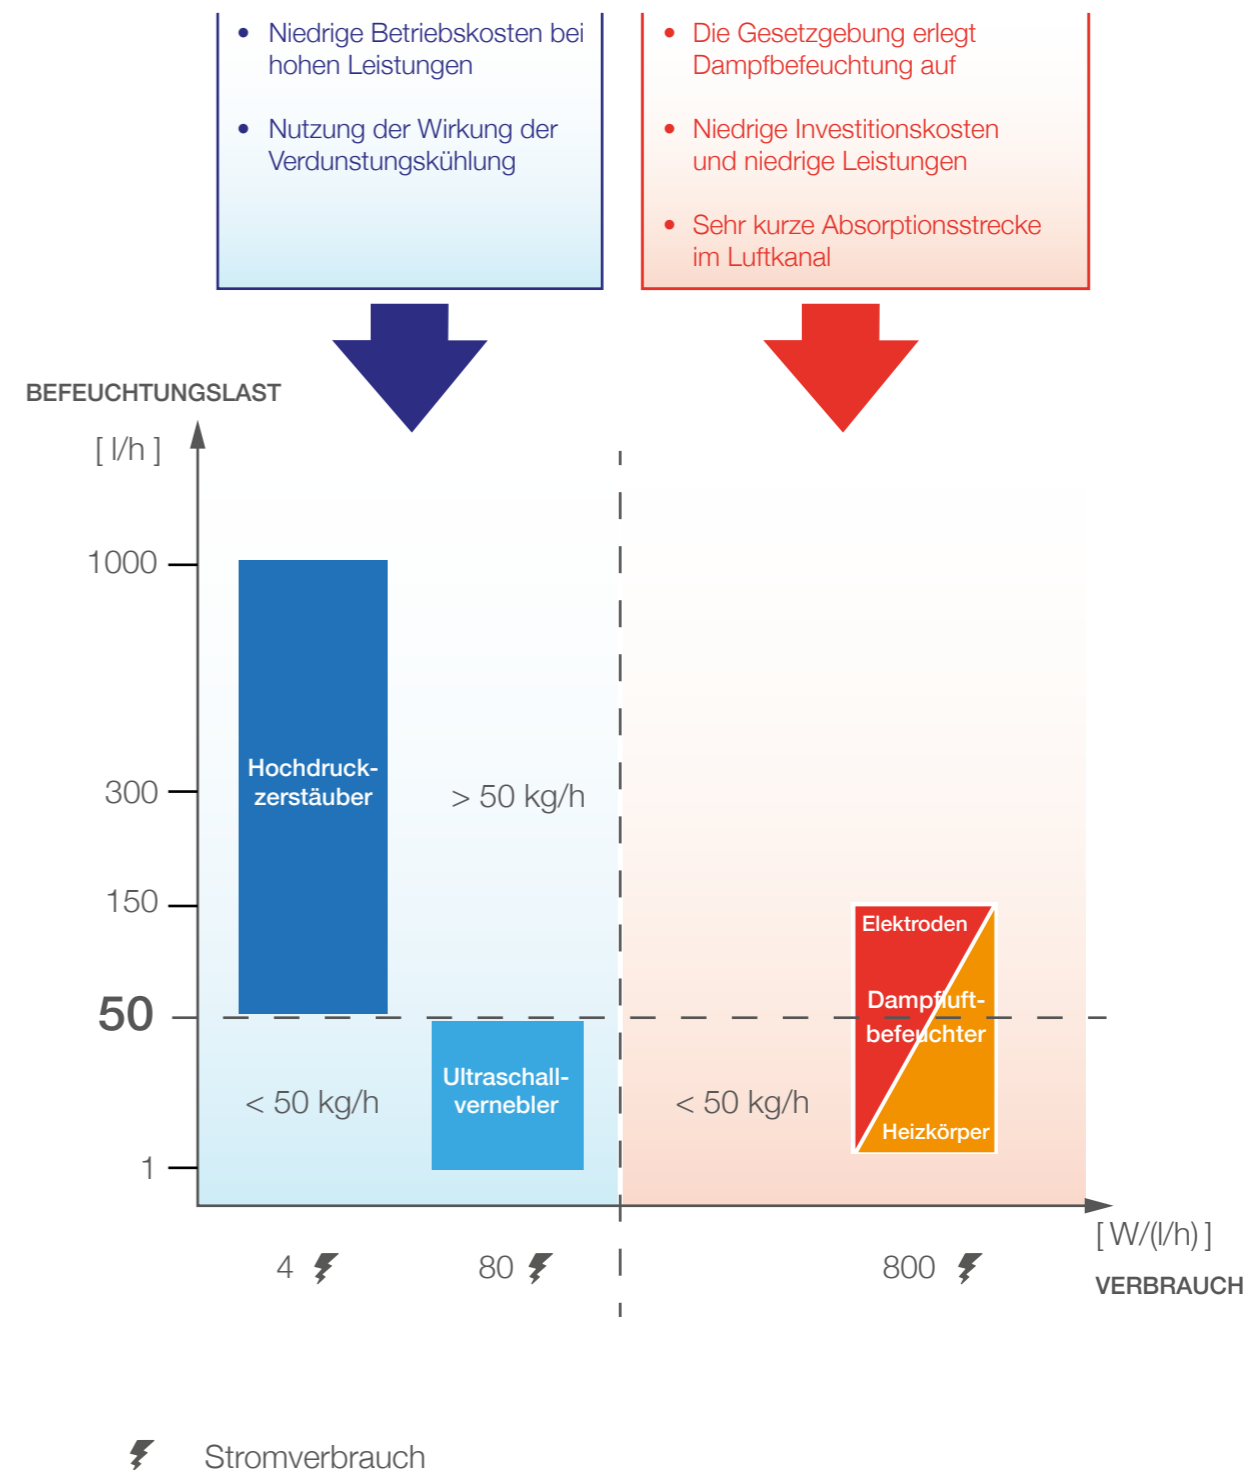 • Niedrige Betriebskosten bei
hohen Leistungen
• Nutzung der Wirkung der
Verdunstungskühlung
• Die Gesetzgebung erlegt
Dampfbefeuchtung auf
• Niedrige Investitionskosten
und niedrige Leistungen
• Sehr kurze Absorptionsstrecke
im Luftkanal
BEFEUCHTUNGSLAST
[ l/h ]
1000
300
150
50
1
Hochdruck-
zerstäuber
> 50 kg/h
< 50 kg/h
Ultraschall-
vernebler
< 50 kg/h
Elektroden
Dampfluft-
befeuchter
Heizkörper
4
80
800
[ W/(l/h) ]
VERBRAUCH
Stromverbrauch